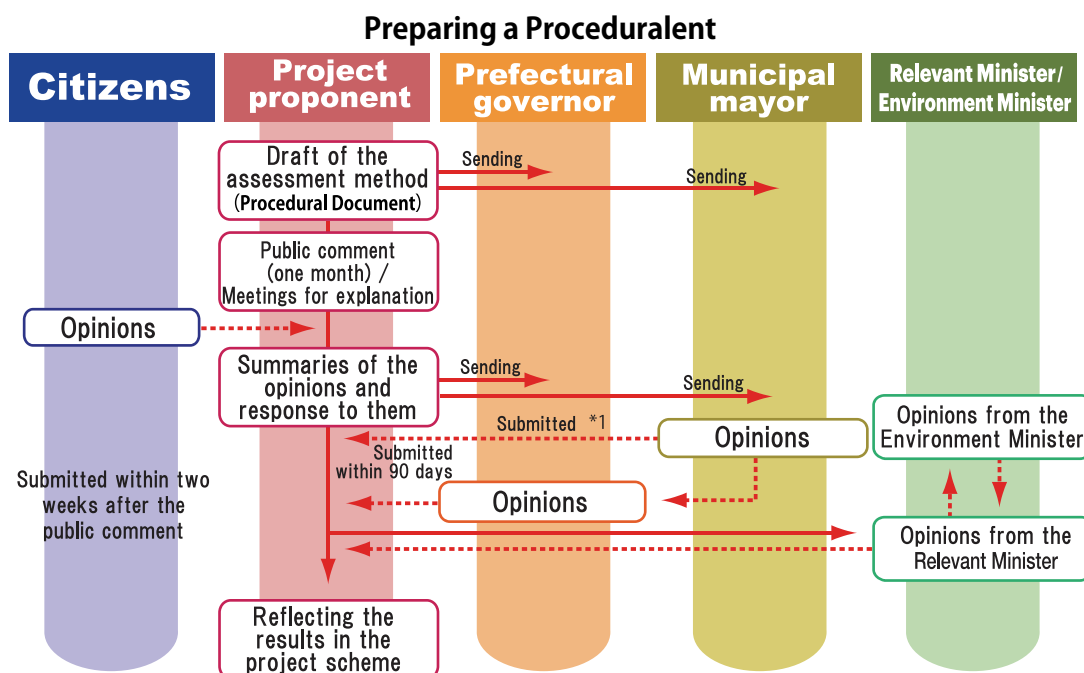 Preparing a Proceduralent
Citizens
Project
proponent
Prefectural
governor
Municipal
mayor
Relevant Minister/
Environment Minister
Draft of the
assessment method
(Procedural Document)
Sending
Sending
Public comment
(one month) /
Meetings for explanation
Opinions
Summaries of the
opinions and
response to them
Sending
Sending
Submitted *1
Opinions
Opinions from the
Environment Minister
Submitted
within 90 days
Submitted within two
weeks after the
public comment
Opinions
Opinions from the
Relevant Minister
Reflecting the
results in the
project scheme